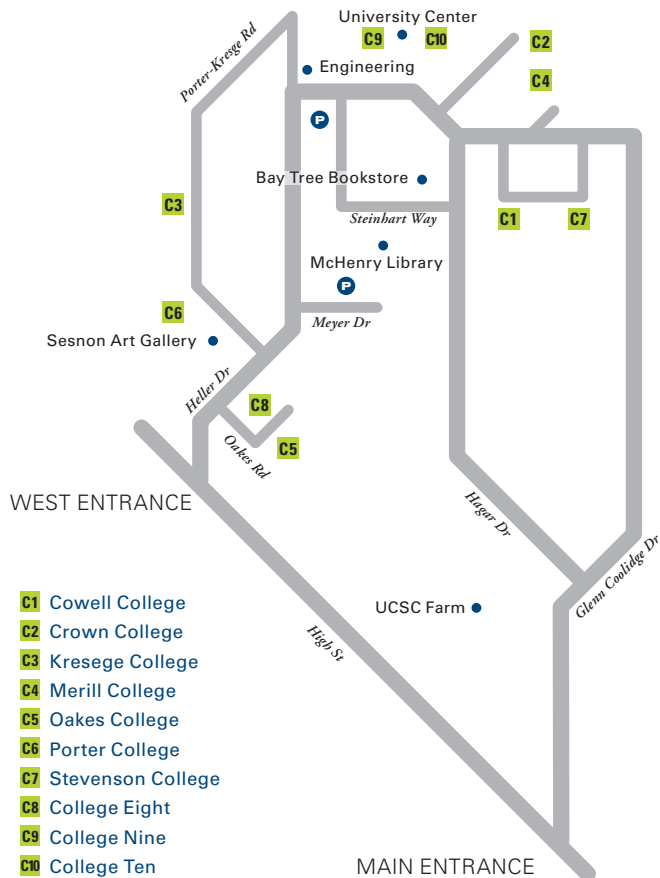 University Center
C9
C10
C2
Porter-Kresge Rd
Engineering
C4
P
Bay Tree Bookstore
C3
Steinhart Way
C1
C7
McHenry Library
P
C6
Meyer Dr
Sesnon Art Gallery
Heller Dr
C8
Oakes Rd
C5
WEST ENTRANCE
Hagar Dr
Glenn Coolidge Dr
UCSC Farm
High St
C1 Cowell College
C2 Crown College
C3 Kresege College
C4 Merill College
C5 Oakes College
C6 Porter College
C7 Stevenson College
C8 College Eight
C9 College Nine
C10 College Ten
MAIN ENTRANCE